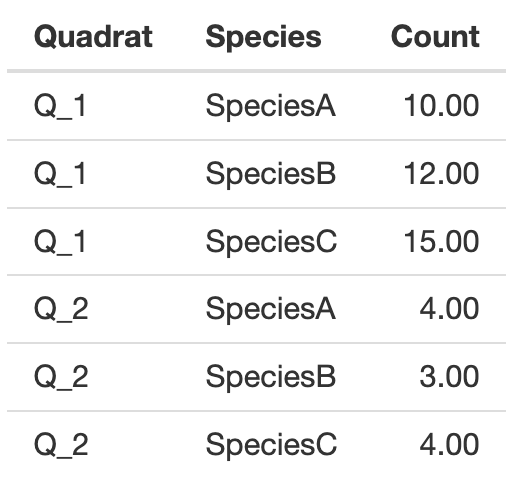 Quadrat Species Count
Q_1 SpeciesA 10.00
Q_1 SpeciesB 12.00
Q_1 SpeciesC 15.00
Q_2 SpeciesA 4.00
Q_2 SpeciesB 3.00
Q_2 SpeciesC 4.00